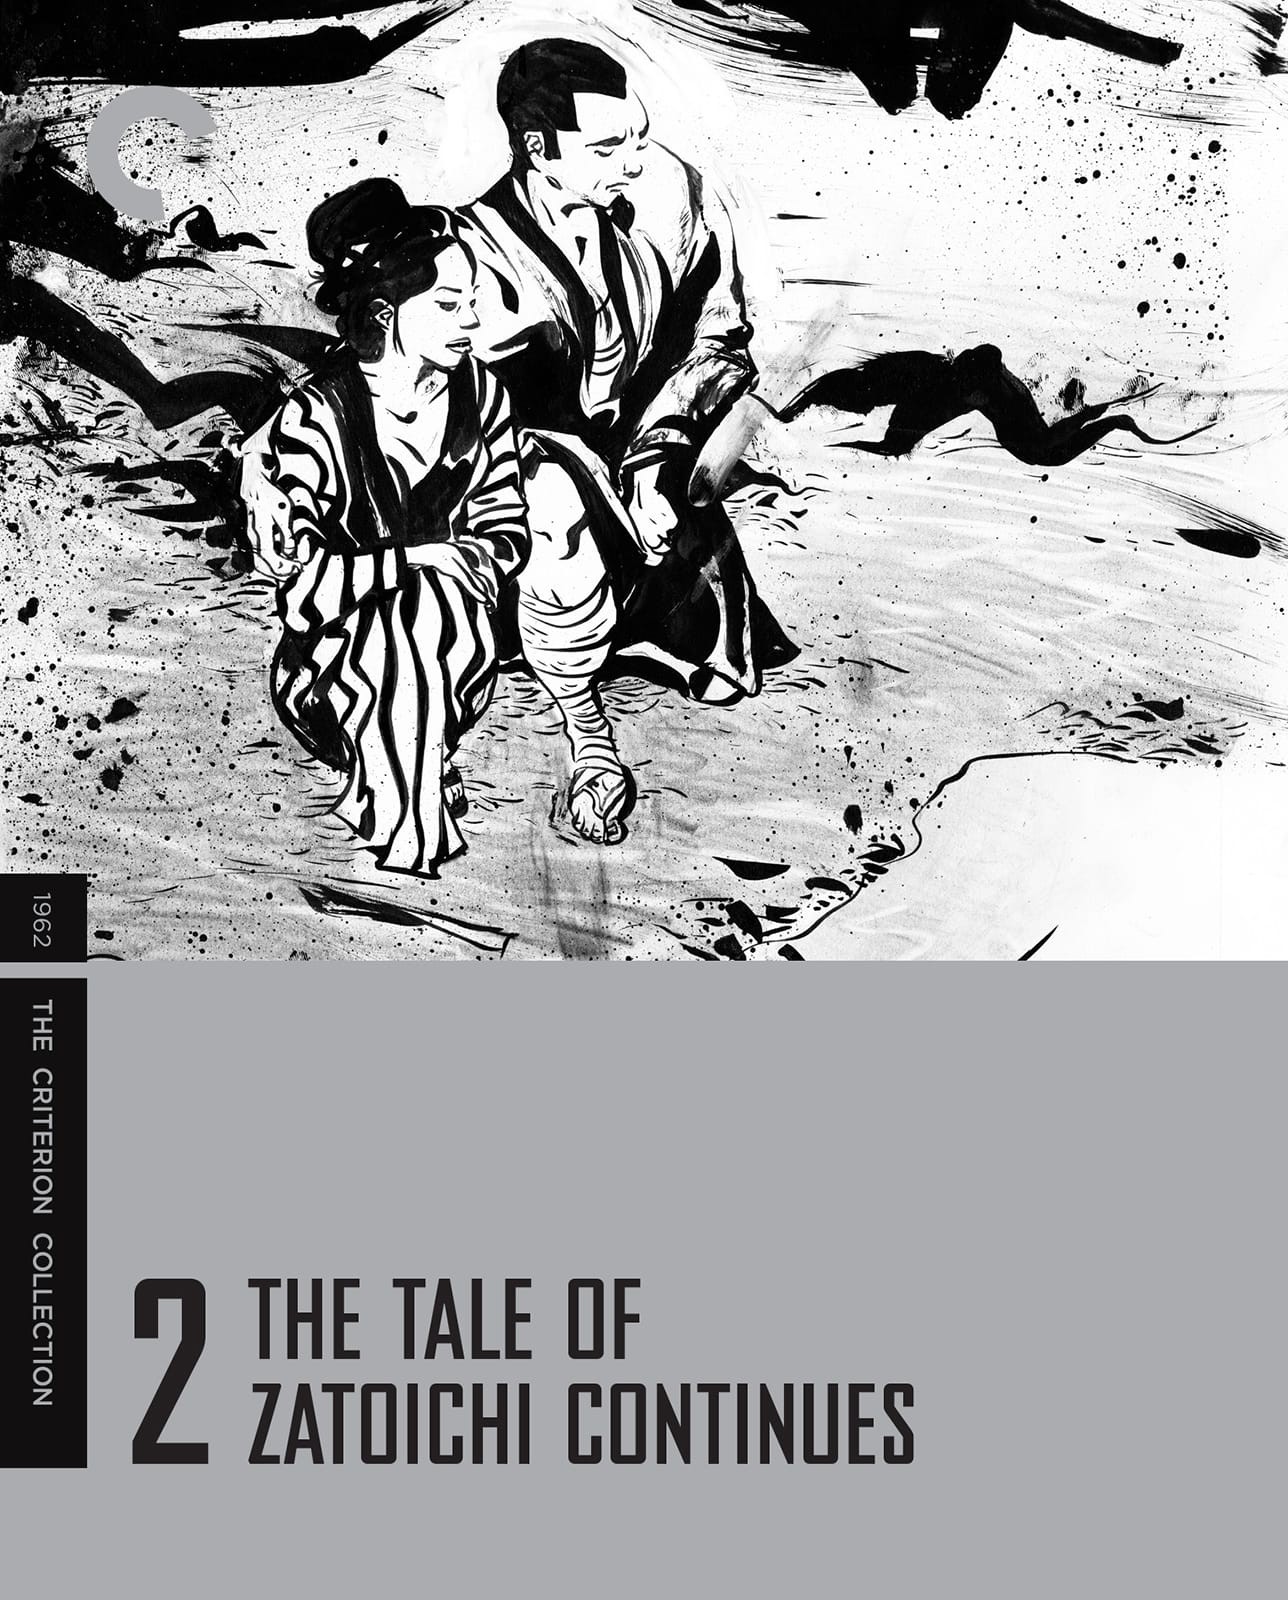 1962
THE CRITERION COLLECTION
2
THE TALE OF
ZATOICHI CONTINUES